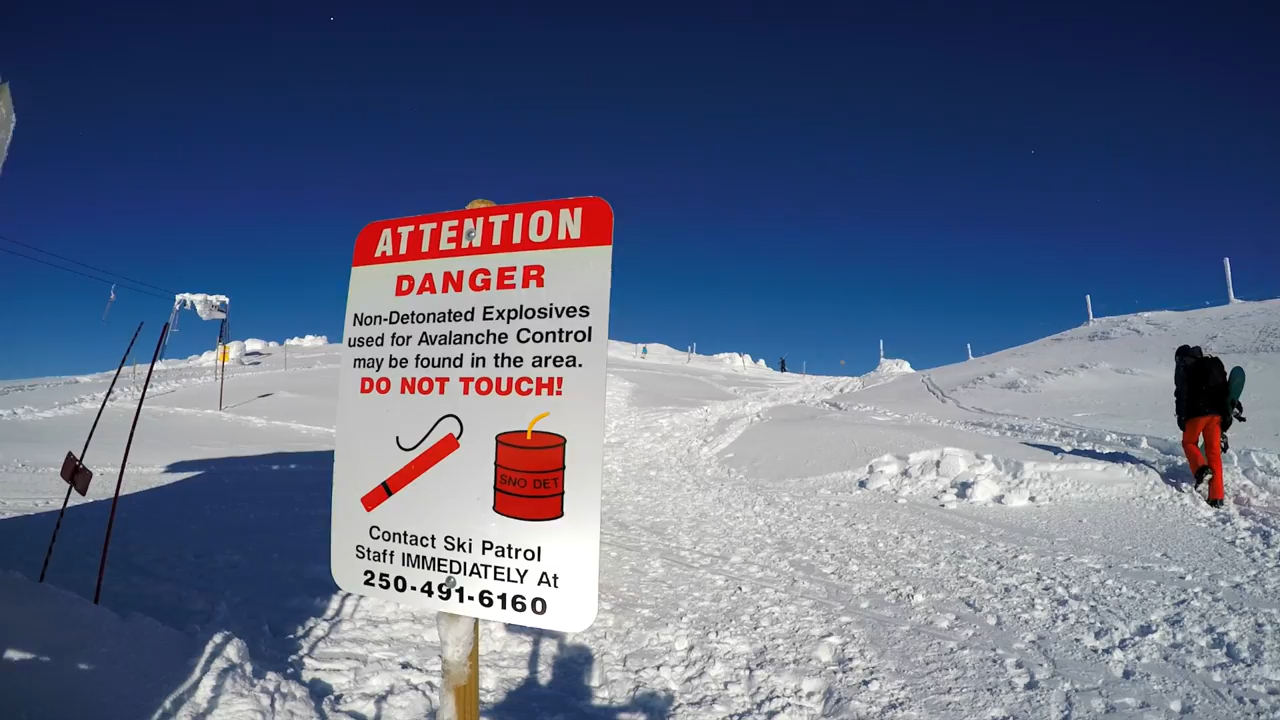 ATTENTION
DANGER
Non-Detonated Explosives
used for Avalanche Control
may be found in the area.
DO NOT TOUCH!
SNO DET
Contact Ski Patrol
Staff IMMEDIATELY At
250-491-6160